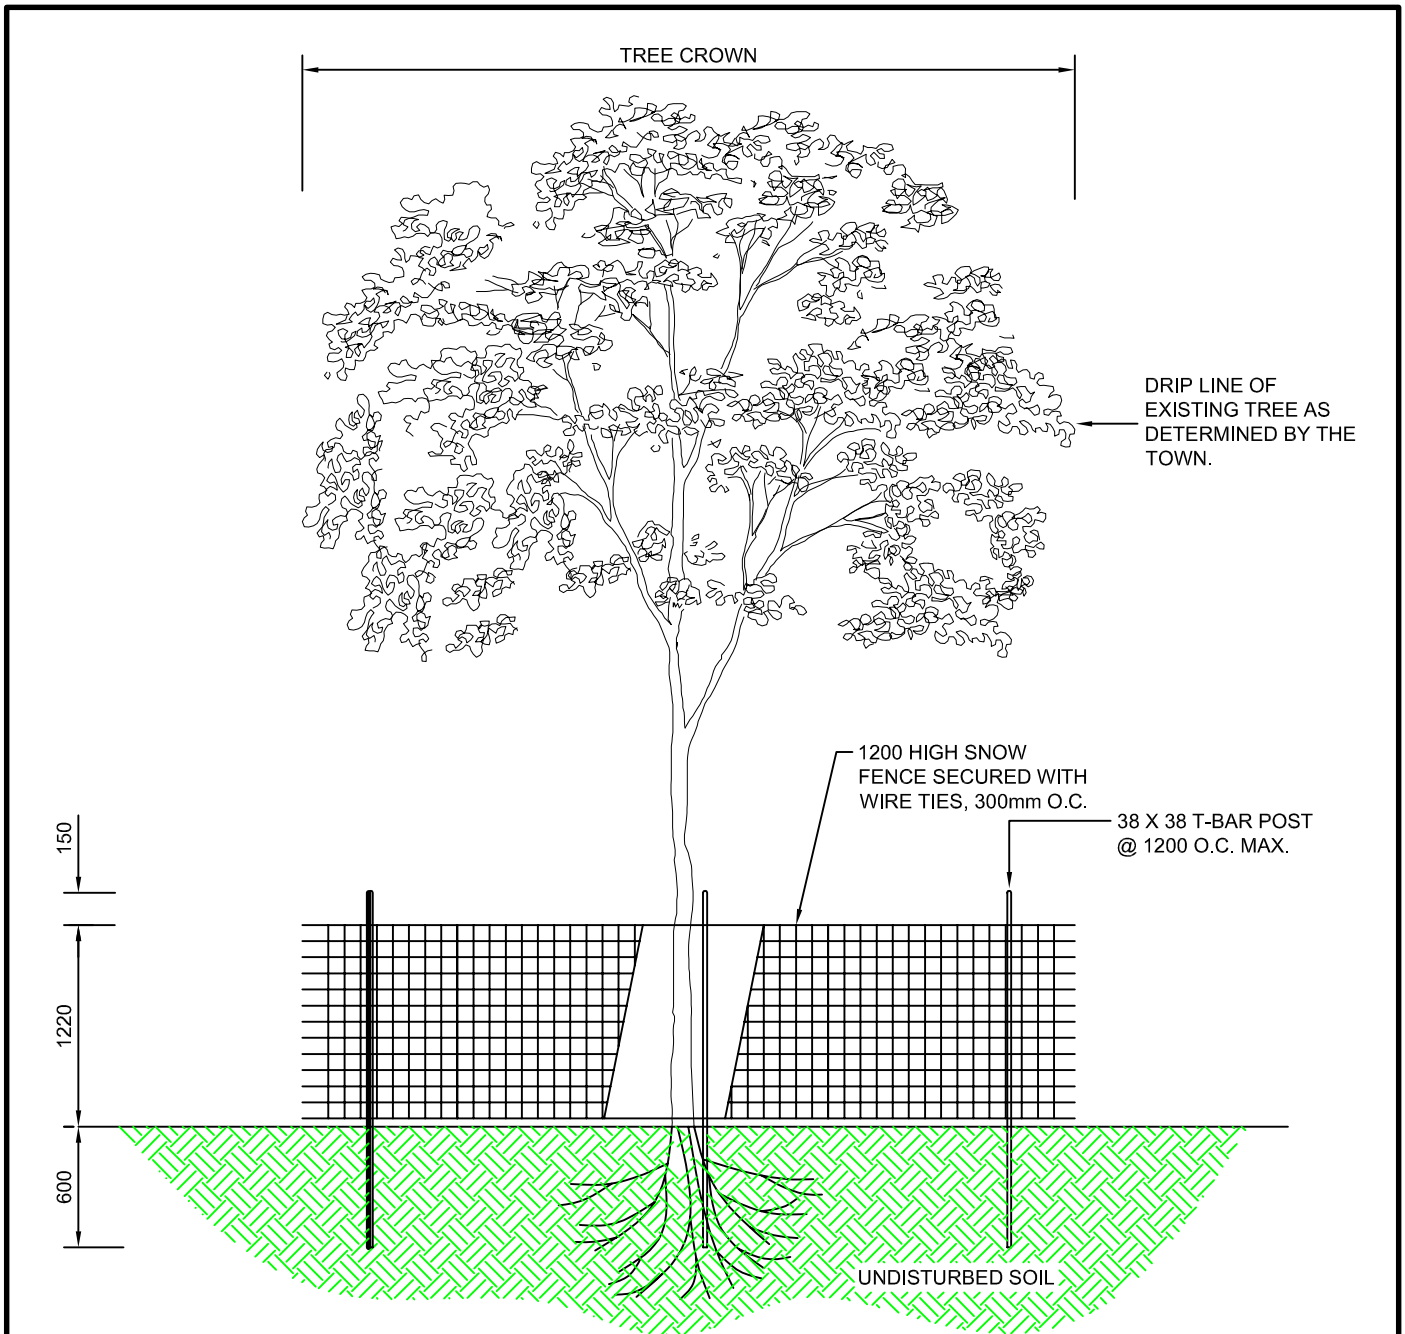 TREE CROWN
DRIP LINE OF
EXISTING TREE AS
DETERMINED BY THE
TOWN.
1200 HIGH SNOW
FENCE SECURED WITH
WIRE TIES, 300mm O.C.
38 X 38 T-BAR POST
@ 1200 O.C. MAX.
150
1220
600
UNDISTURBED SOIL